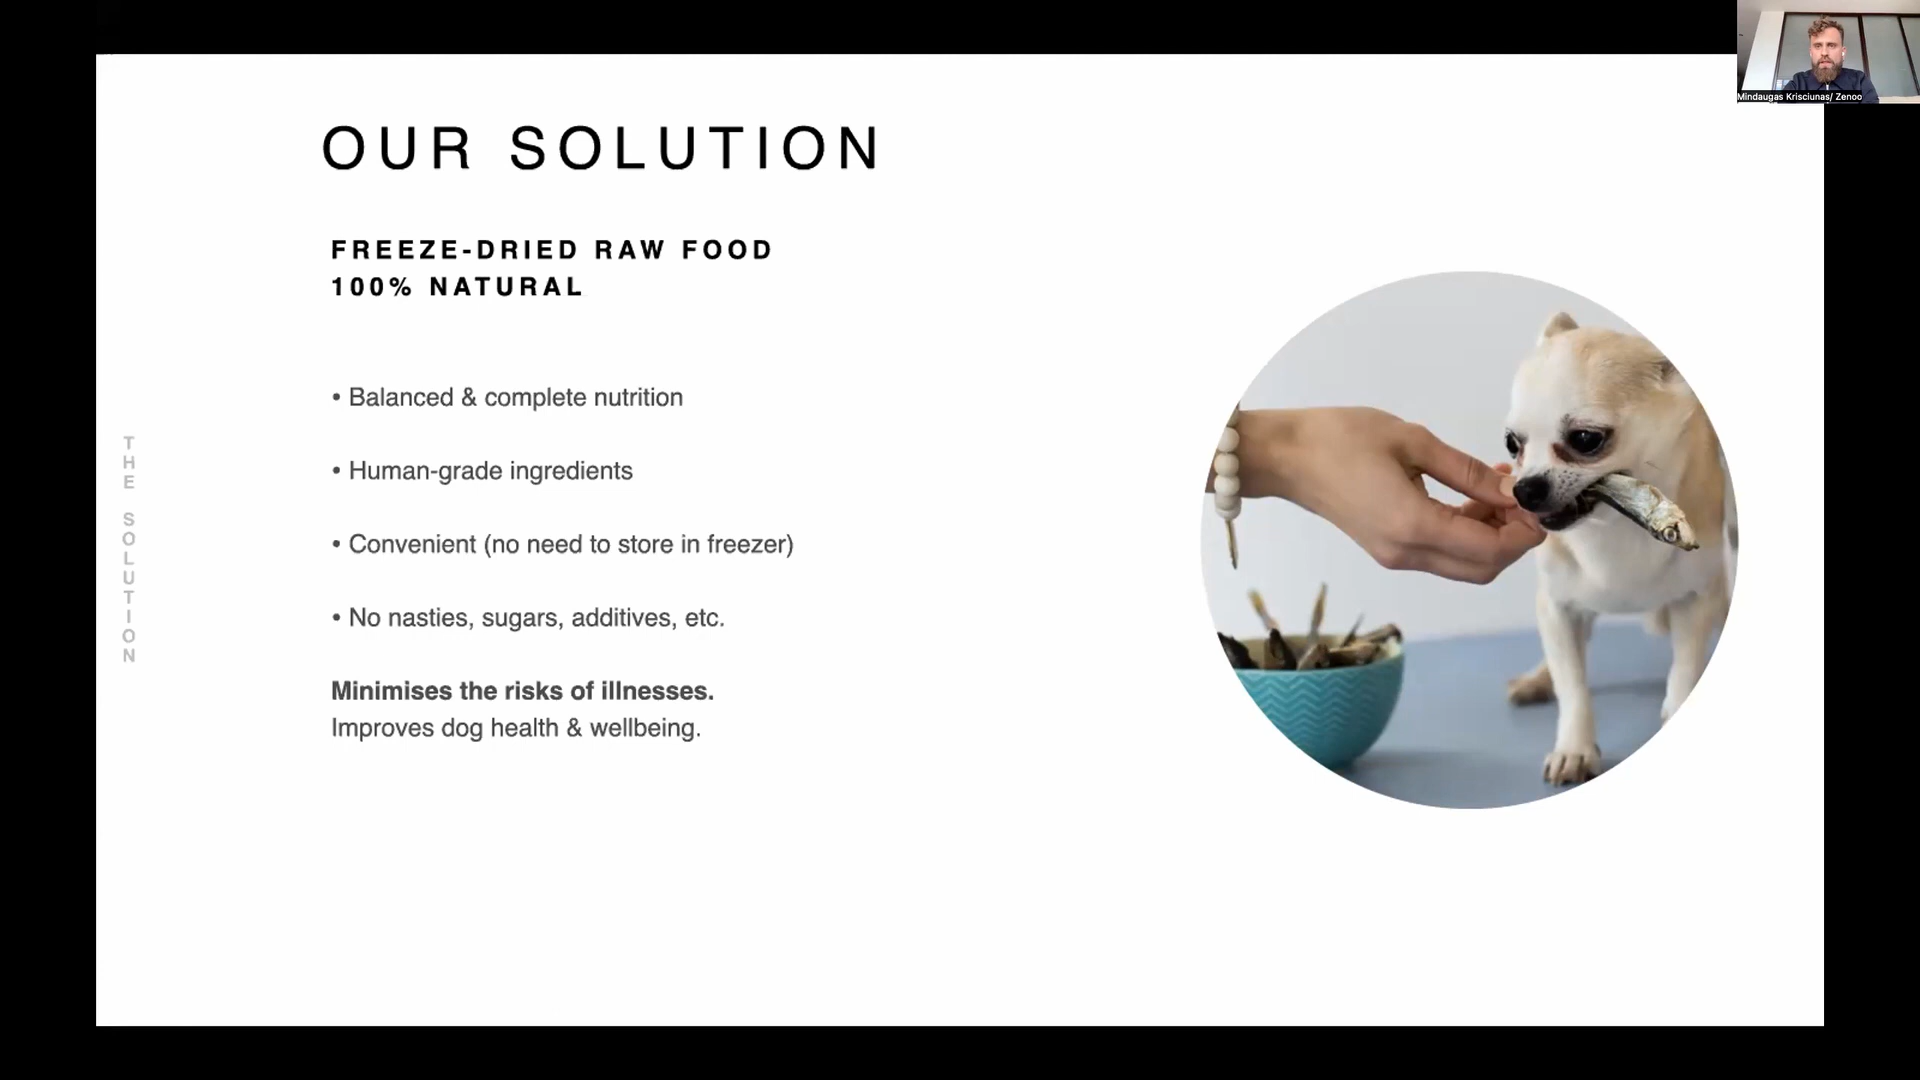 Mindaugas Krisciunas/ Zenoo
OUR SOLUTION
FREEZE-DRIED RAW FOOD
100% NATURAL
• Balanced & complete nutrition
• Human-grade ingredients
• Convenient (no need to store in freezer)
• No nasties, sugars, additives, etc.
Minimises the risks of illnesses.
Improves dog health & wellbeing.
THE SOLUTION